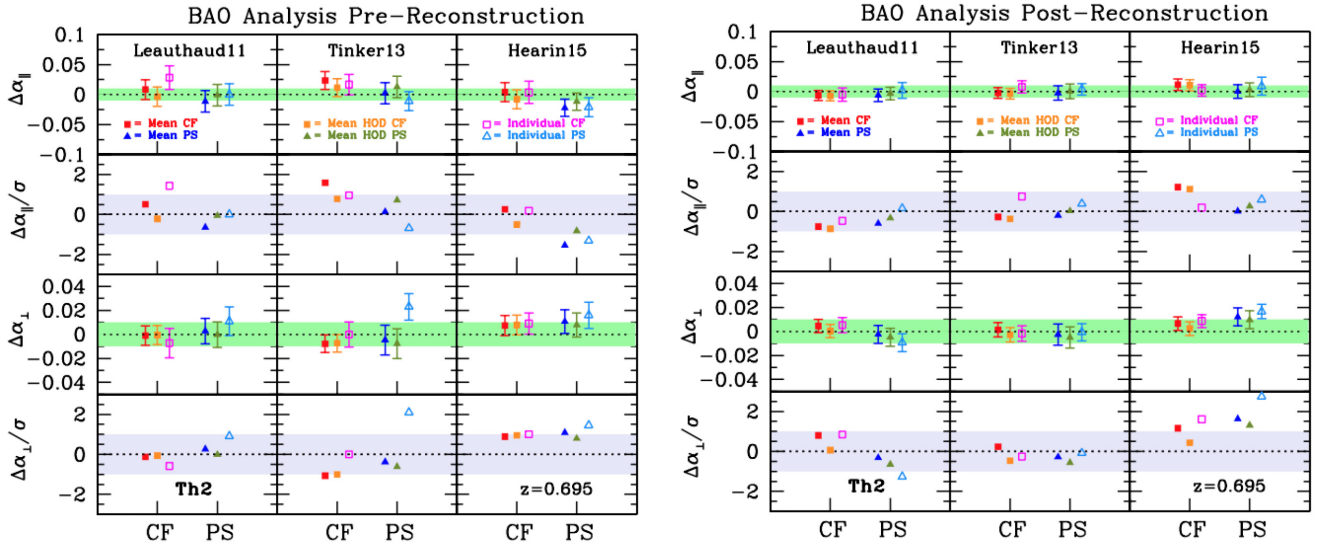 BAO Analysis Pre-Reconstruction
Leauthaud11 Tinker13 Hearin15
Δα∥
0.1
0.05
0
-0.05
-0.1
= Mean CF = Mean HOD CF = Individual CF
= Mean PS = Mean HOD PS = Individual PS
Δα∥/σ
2
0
-2
Δα⊥
0.04
0.02
0
-0.02
-0.04
Δα⊥/σ
2
0
-2
Th2 z=0.695
CF PS CF PS CF PS
BAO Analysis Post-Reconstruction
Leauthaud11 Tinker13 Hearin15
Δα∥
0.1
0.05
0
-0.05
-0.1
= Mean CF = Mean HOD CF = Individual CF
= Mean PS = Mean HOD PS = Individual PS
Δα∥/σ
2
0
-2
Δα⊥
0.04
0.02
0
-0.02
-0.04
Δα⊥/σ
2
0
-2
Th2 z=0.695
CF PS CF PS CF PS